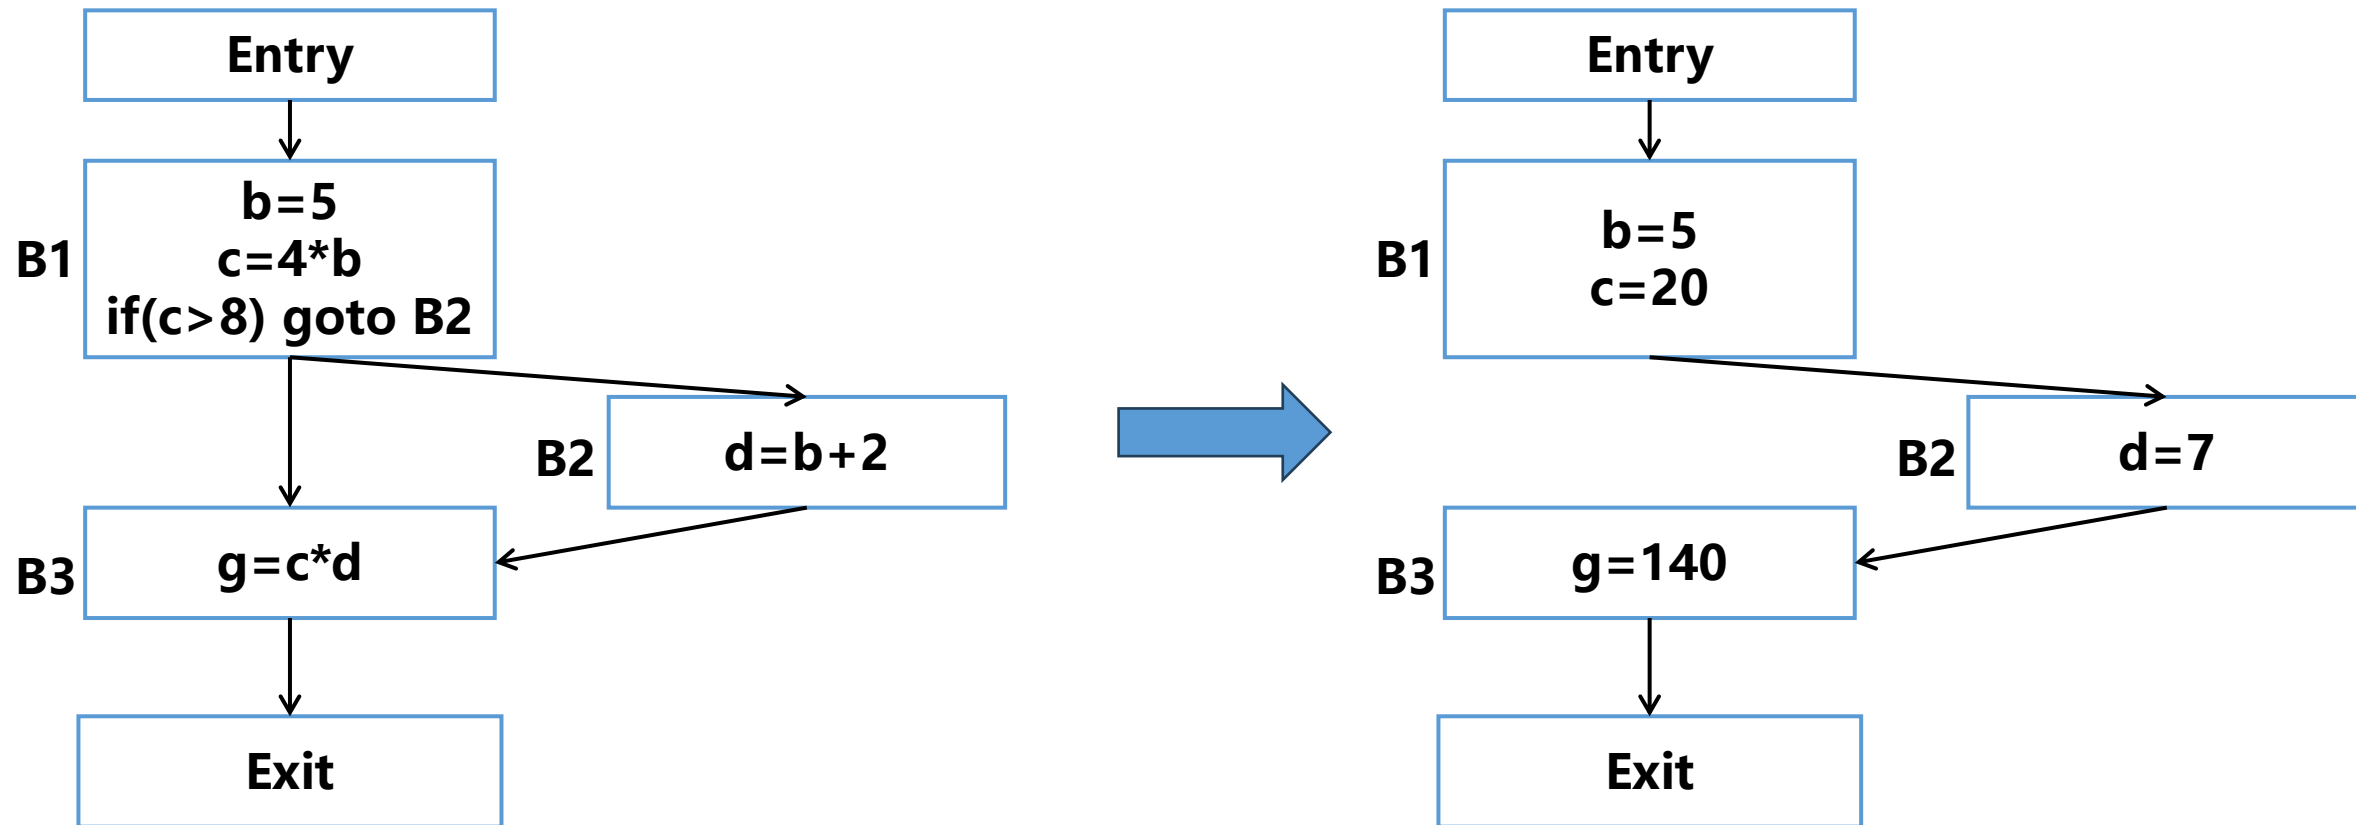 Entry
B1
b=5
c=4*b
if(c>8) goto B2
B2
d=b+2
B3
g=c*d
Exit
Entry
B1
b=5
c=20
B2
d=7
B3
g=140
Exit